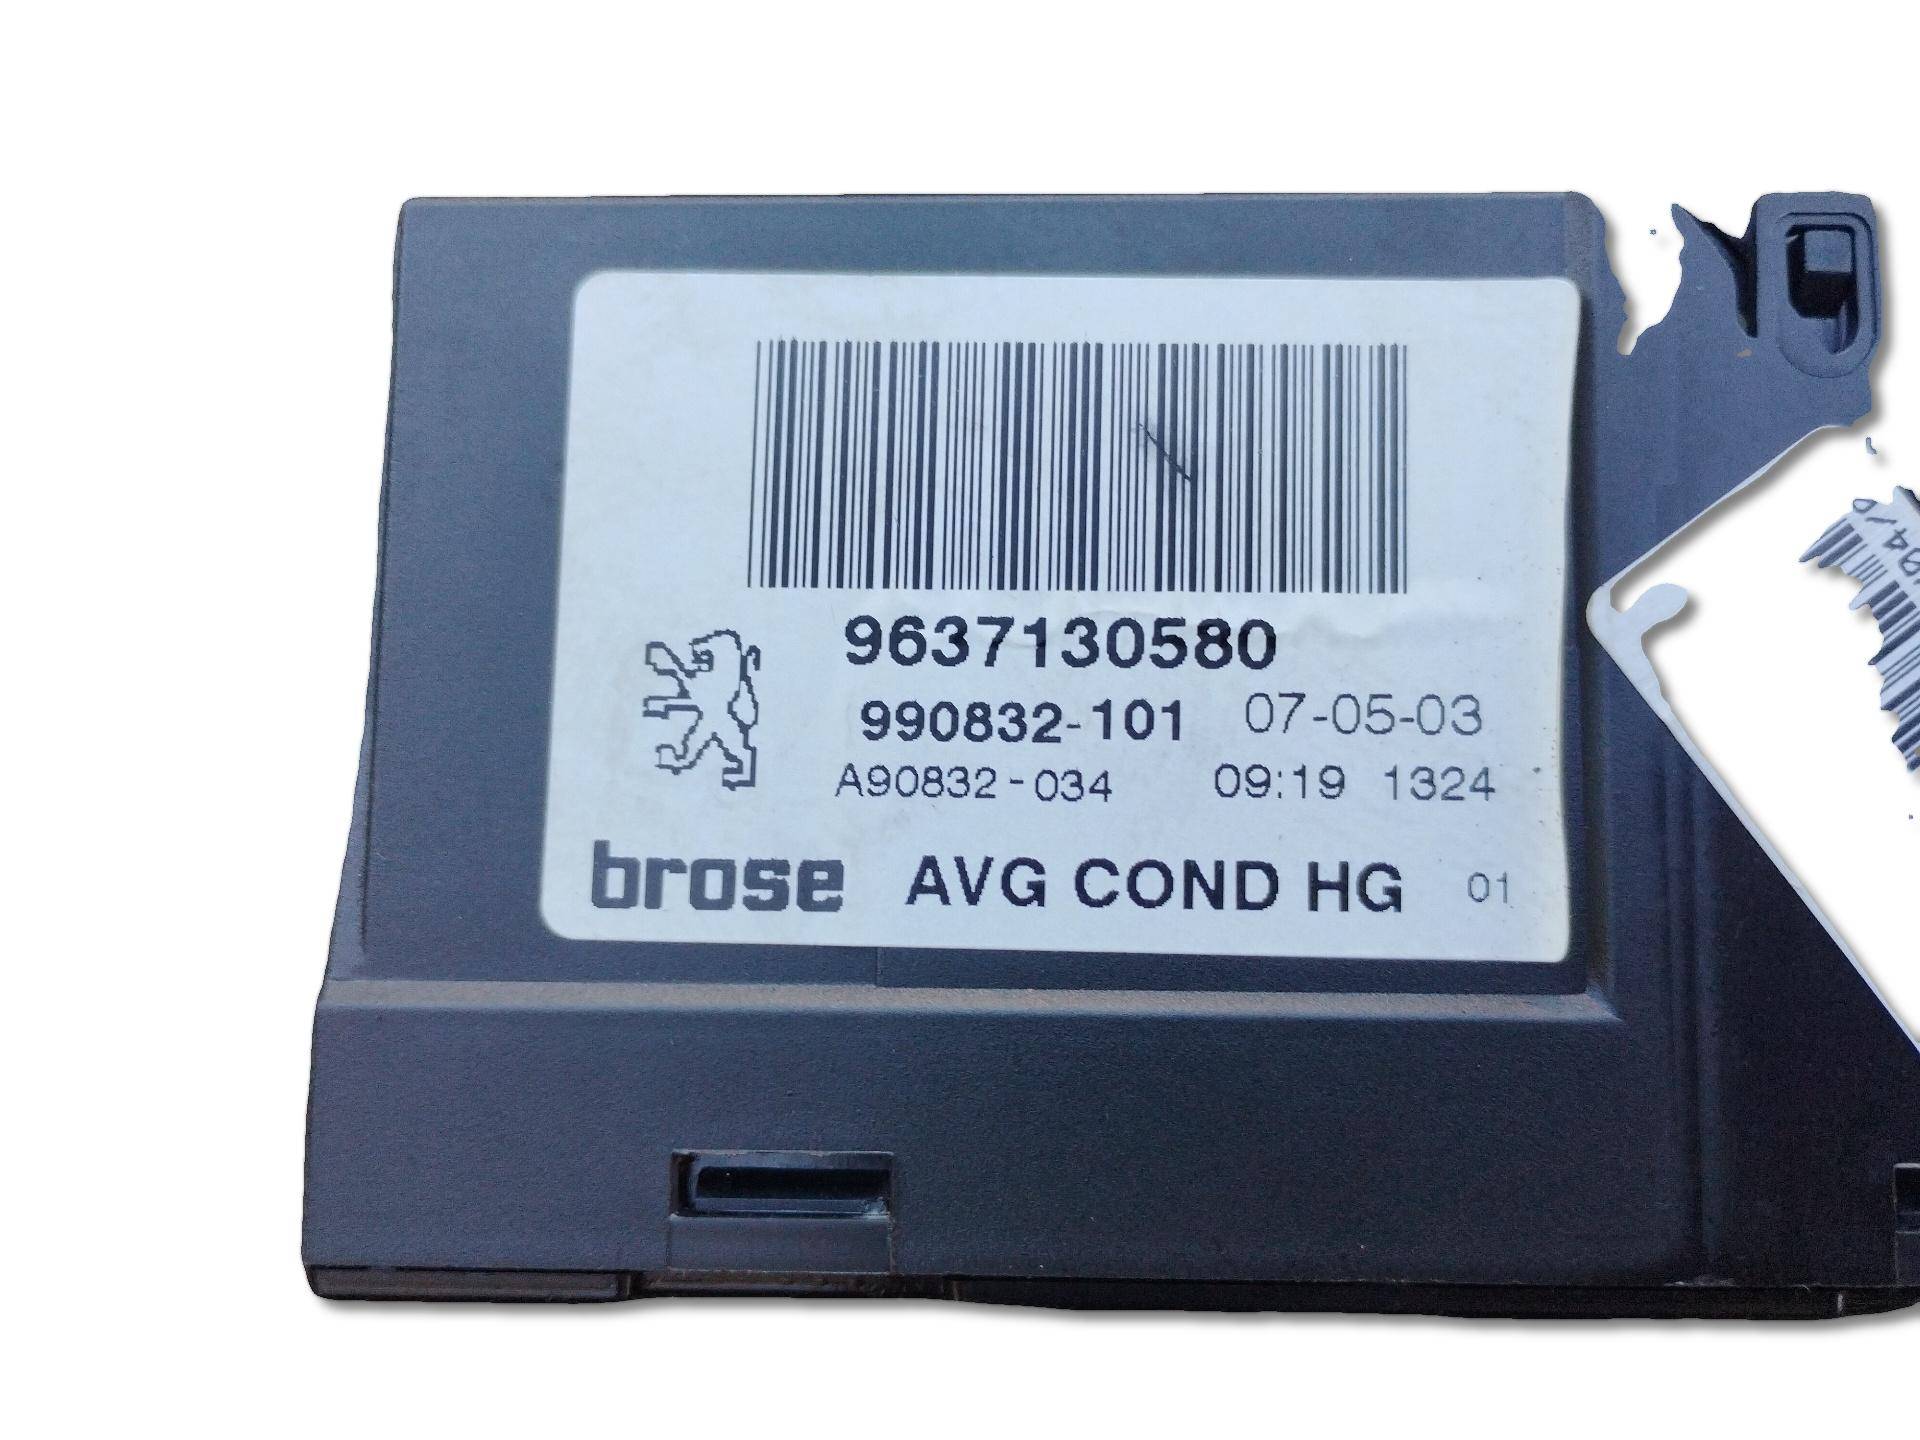 9637130580
990832-101 07-05-03
A90832-034 09:19 1324
brose AVG COND HG 01